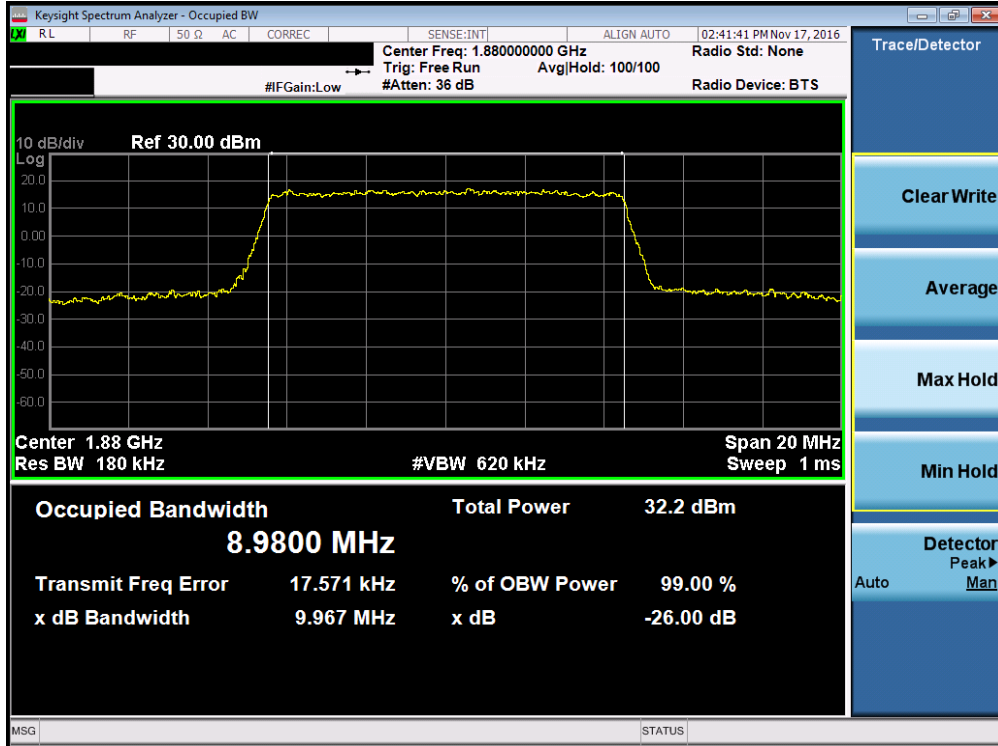 Keysight Spectrum Analyzer - Occupied BW
LXI RL RF 50 Ω AC CORREC SENSE:INT ALIGN AUTO 02:41:41 PM Nov 17, 2016
Center Freq: 1.880000000 GHz Radio Std: None
Trig: Free Run Avg|Hold: 100/100
#IFGain:Low #Atten: 36 dB Radio Device: BTS
10 dB/div Ref 30.00 dBm
Log
20.0
10.0
0.00
-10.0
-20.0
-30.0
-40.0
-50.0
-60.0
Center 1.88 GHz Span 20 MHz
Res BW 180 kHz #VBW 620 kHz Sweep 1 ms
Occupied Bandwidth Total Power 32.2 dBm
8.9800 MHz
Transmit Freq Error 17.571 kHz % of OBW Power 99.00 %
x dB Bandwidth 9.967 MHz x dB -26.00 dB
Trace/Detector
Clear Write
Average
Max Hold
Min Hold
Detector
Peak▶
Auto Man
MSG STATUS